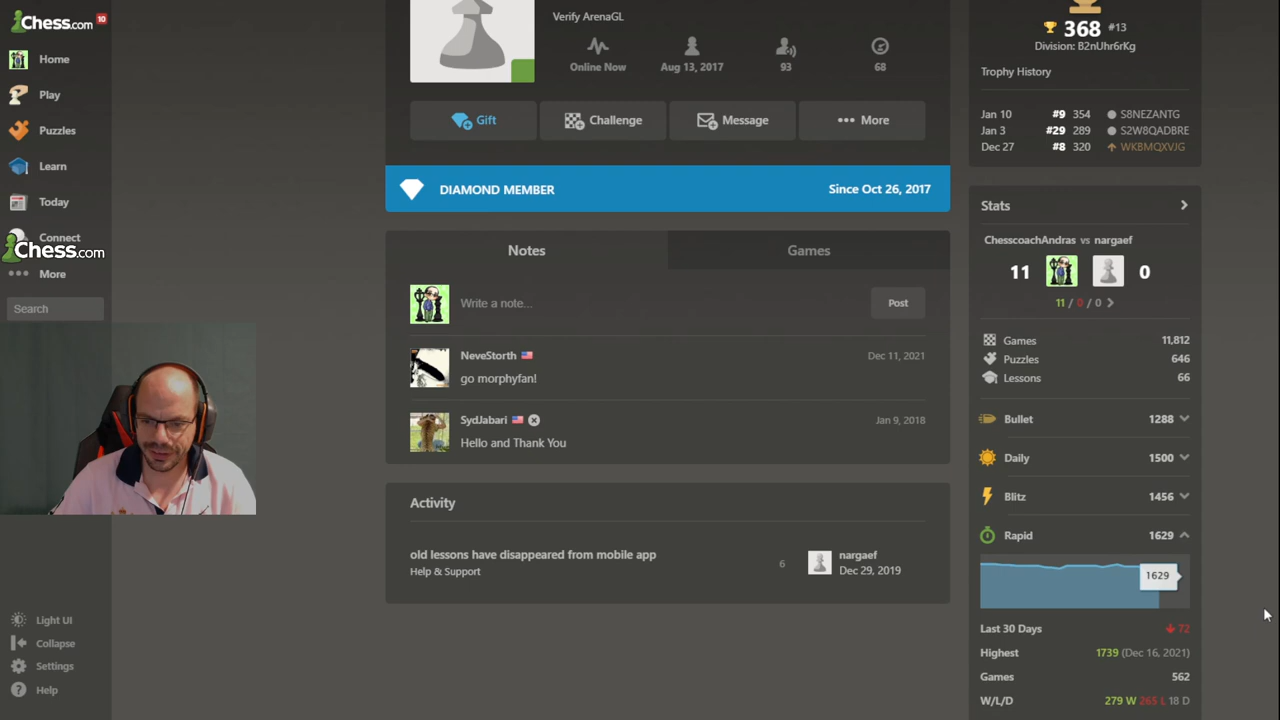 Chess.com 10
Home
Play
Puzzles
Learn
Today
Connect
Chess.com
More
Search
Light UI
Collapse
Settings
Help
Verify ArenaGL
Online Now
Aug 13, 2017
93
68
Gift
Challenge
Message
More
DIAMOND MEMBER
Since Oct 26, 2017
Notes
Games
Write a note...
Post
NeveStorth
Dec 11, 2021
go morphyfan!
SydJabari
Jan 9, 2018
Hello and Thank You
Activity
old lessons have disappeared from mobile app
Help & Support
6
nargaef
Dec 29, 2019
368 #13
Division: B2nUhr6rKg
Trophy History
Jan 10 #9 354 S8NEZANTG
Jan 3 #29 289 S2W8QADBRE
Dec 27 #8 320 WKBMQXVJG
Stats
ChesscoachAndras vs nargaef
11 0
11 / 0 / 0
Games 11,812
Puzzles 646
Lessons 66
Bullet 1288
Daily 1500
Blitz 1456
Rapid 1629
1629
Last 30 Days 72
Highest 1739 (Dec 16, 2021)
Games 562
W/L/D 279 W 265 L 18 D